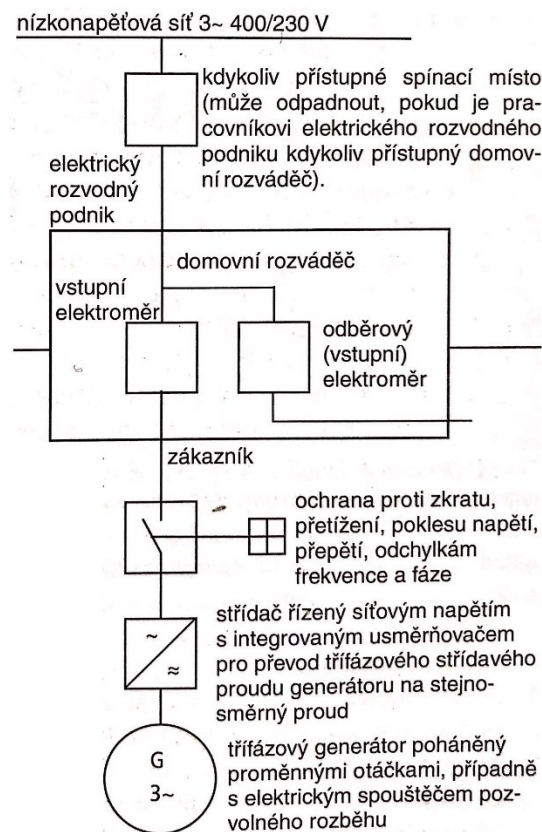 nízkonapěťová síť 3~ 400/230 V
kdykoliv přístupné spínací místo
(může odpadnout, pokud je pra-
covníkovi elektrického rozvodného
podniku kdykoliv přístupný domov-
ní rozváděč).
elektrický
rozvodný
podnik
domovní rozváděč
vstupní
elektroměr
odběrový
(vstupní)
elektroměr
zákazník
ochrana proti zkratu,
přetížení, poklesu napětí,
přepětí, odchylkám
frekvence a fáze
~
≈
střídač řízený síťovým napětím
s integrovaným usměrňovačem
pro převod třífázového střídavého
proudu generátoru na stejno-
směrný proud
G
3~
třífázový generátor poháněný
proměnnými otáčkami, případně
s elektrickým spouštěčem poz-
volného rozběhu